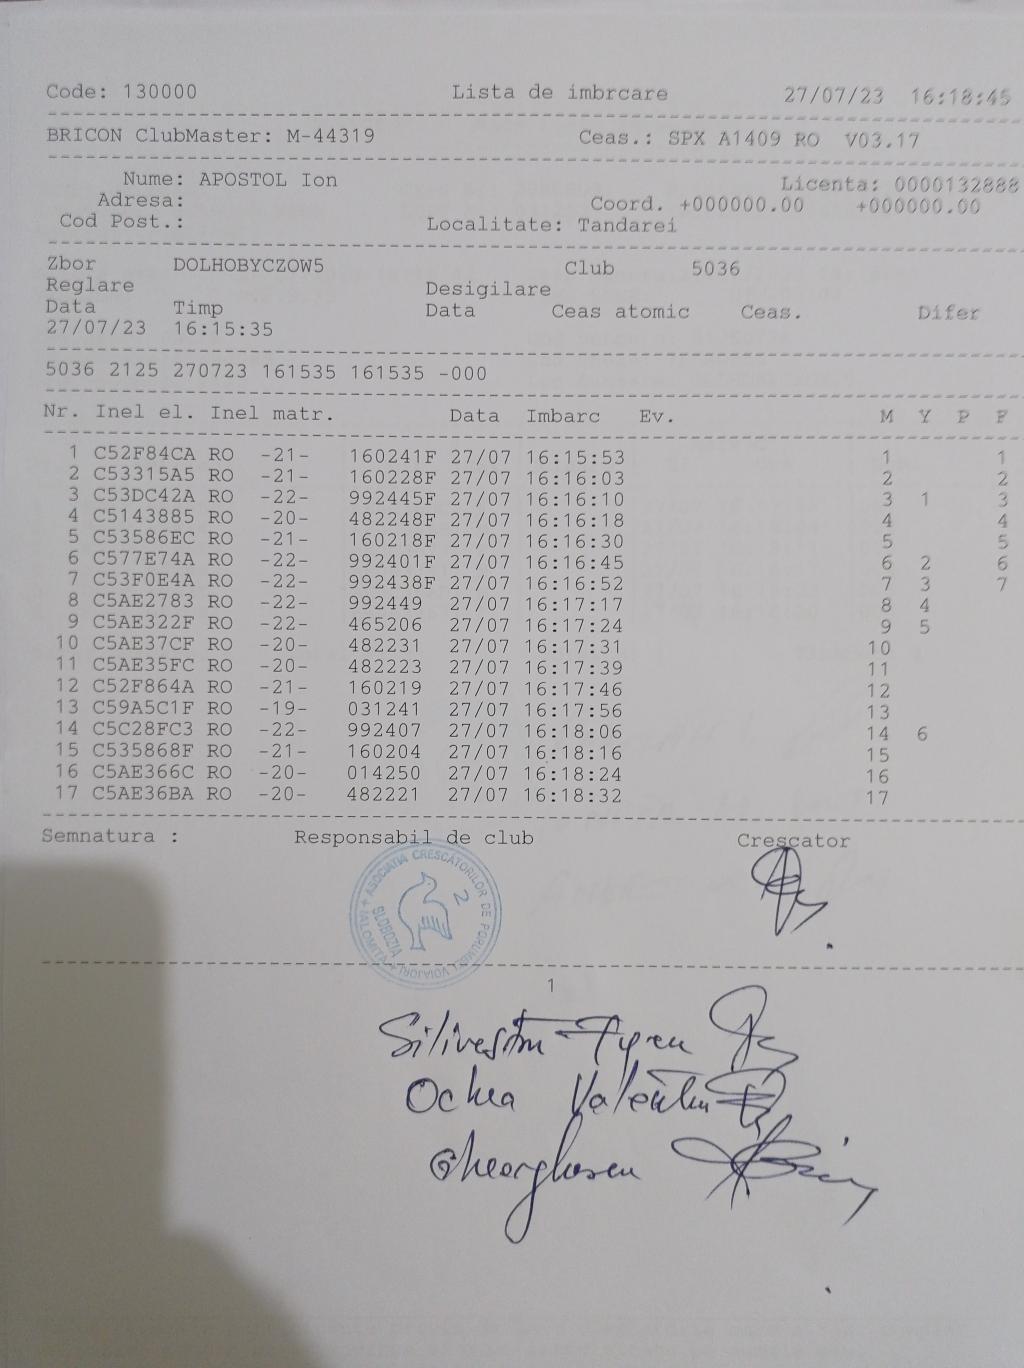 Code: 130000 Lista de imbrcare 27/07/23 16:18:45
BRICON ClubMaster: M-44319 Ceas.: SPX A1409 RO V03.17
Nume: APOSTOL Ion Licenta: 0000132888
Adresa: Coord. +000000.00 +000000.00
Cod Post.: Localitate: Tandarei
Zbor DOLHOBYCZOW5 Club 5036
Reglare Desigilare
Data Timp Data Ceas atomic Ceas. Difer
27/07/23 16:15:35
5036 2125 270723 161535 161535 -000
Nr. Inel el. Inel matr. Data Imbarc Ev. M Y P F
1 C52F84CA RO -21- 160241F 27/07 16:15:53 1 1
2 C53315A5 RO -21- 160228F 27/07 16:16:03 2 2
3 C53DC42A RO -22- 992445F 27/07 16:16:10 3 1 3
4 C5143885 RO -20- 482248F 27/07 16:16:18 4 4
5 C53586EC RO -21- 160218F 27/07 16:16:30 5 5
6 C577E74A RO -22- 992401F 27/07 16:16:45 6 2 6
7 C53F0E4A RO -22- 992438F 27/07 16:16:52 7 3 7
8 C5AE2783 RO -22- 992449 27/07 16:17:17 8 4
9 C5AE322F RO -22- 465206 27/07 16:17:24 9 5
10 C5AE37CF RO -20- 482231 27/07 16:17:31 10
11 C5AE35FC RO -20- 482223 27/07 16:17:39 11
12 C52F864A RO -21- 160219 27/07 16:17:46 12
13 C59A5C1F RO -19- 031241 27/07 16:17:56 13
14 C5C28FC3 RO -22- 992407 27/07 16:18:06 14 6
15 C535868F RO -21- 160204 27/07 16:18:16 15
16 C5AE366C RO -20- 014250 27/07 16:18:24 16
17 C5AE36BA RO -20- 482221 27/07 16:18:32 17
Semnatura : Responsabil de club Crescator
ASOCIATIA CRESCATORILOR DE PORUMBEI VOIAJORI
IALOMITA
SLOBOZIA
2
1
Silivestru
Ochea Valentin